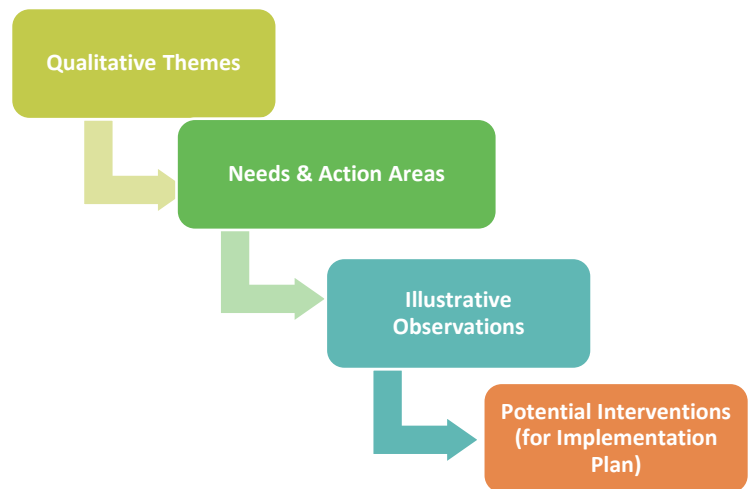 Qualitative Themes
Needs & Action Areas
Illustrative
Observations
Potential Interventions
(for Implementation
Plan)